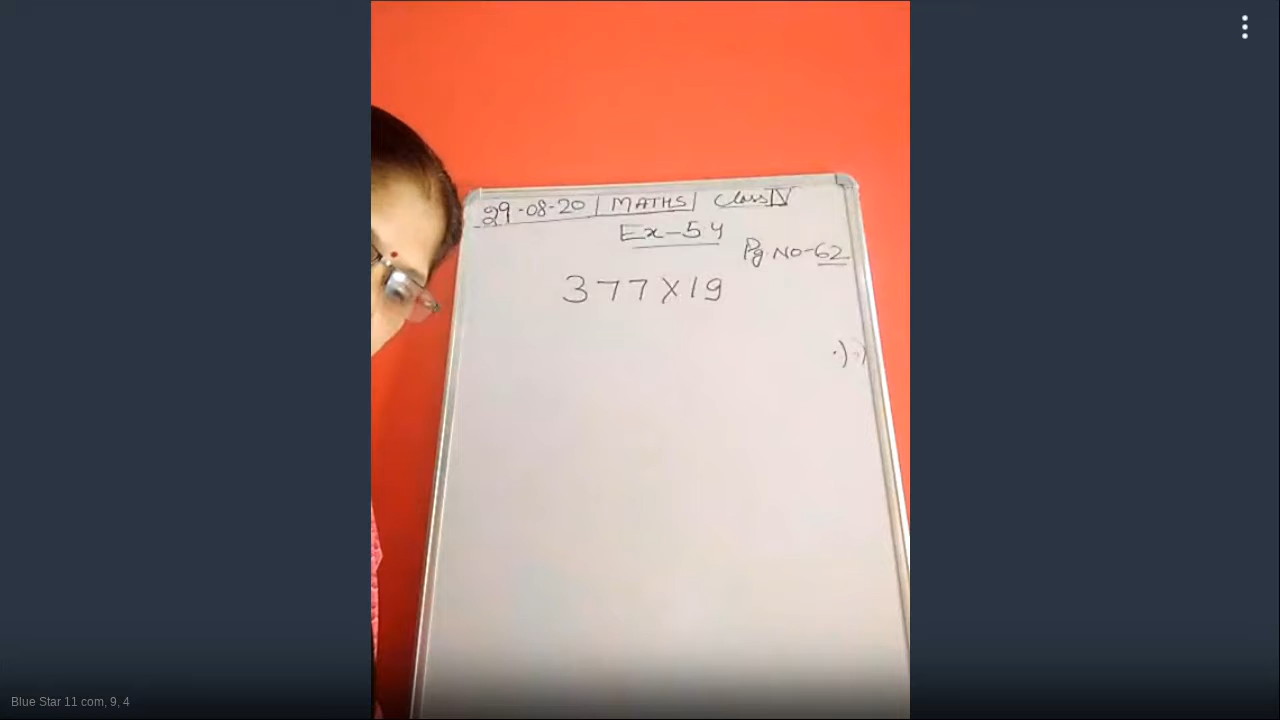 29-08-20 | MATHS | Class IV
Ex-5.4
Pg. No-62
377 X 19
Blue Star 11 com, 9, 4